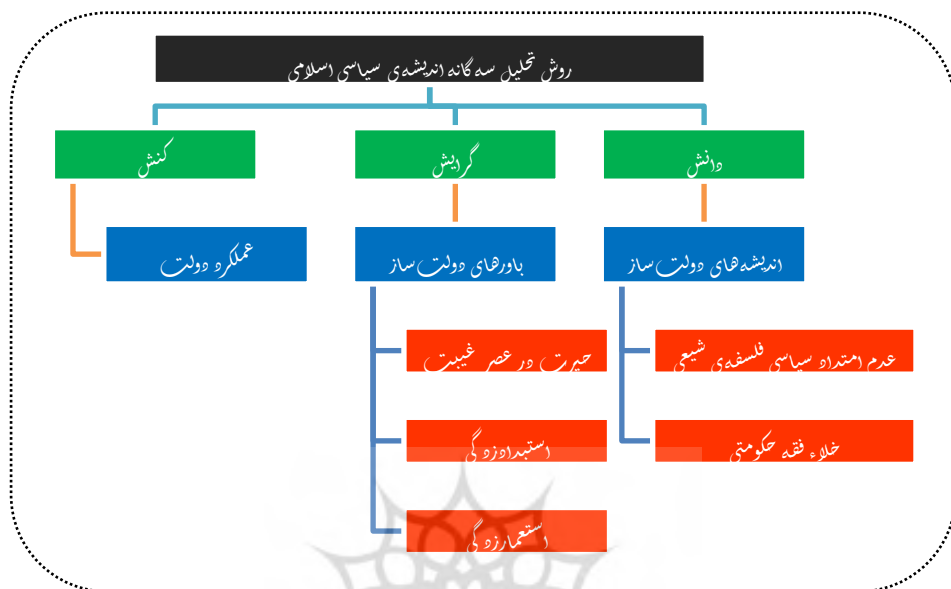 روش تحلیل سه گانه اندیشه‌ی سیاسی اسلامی
دانش
گرایش
کنش
اندیشه‌های دولت ساز
باورهای دولت ساز
عملکرد دولت
عدم امتداد سیاسی فلسفه‌ی شیعی
حیرت در عصر غیبت
خلاء فقه حکومتی
استبدادزدگی
استعمارزدگی